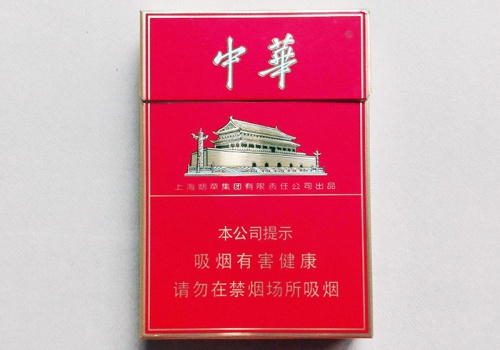 中華
上海烟草集团有限责任公司出品
本公司提示
吸烟有害健康
请勿在禁烟场所吸烟